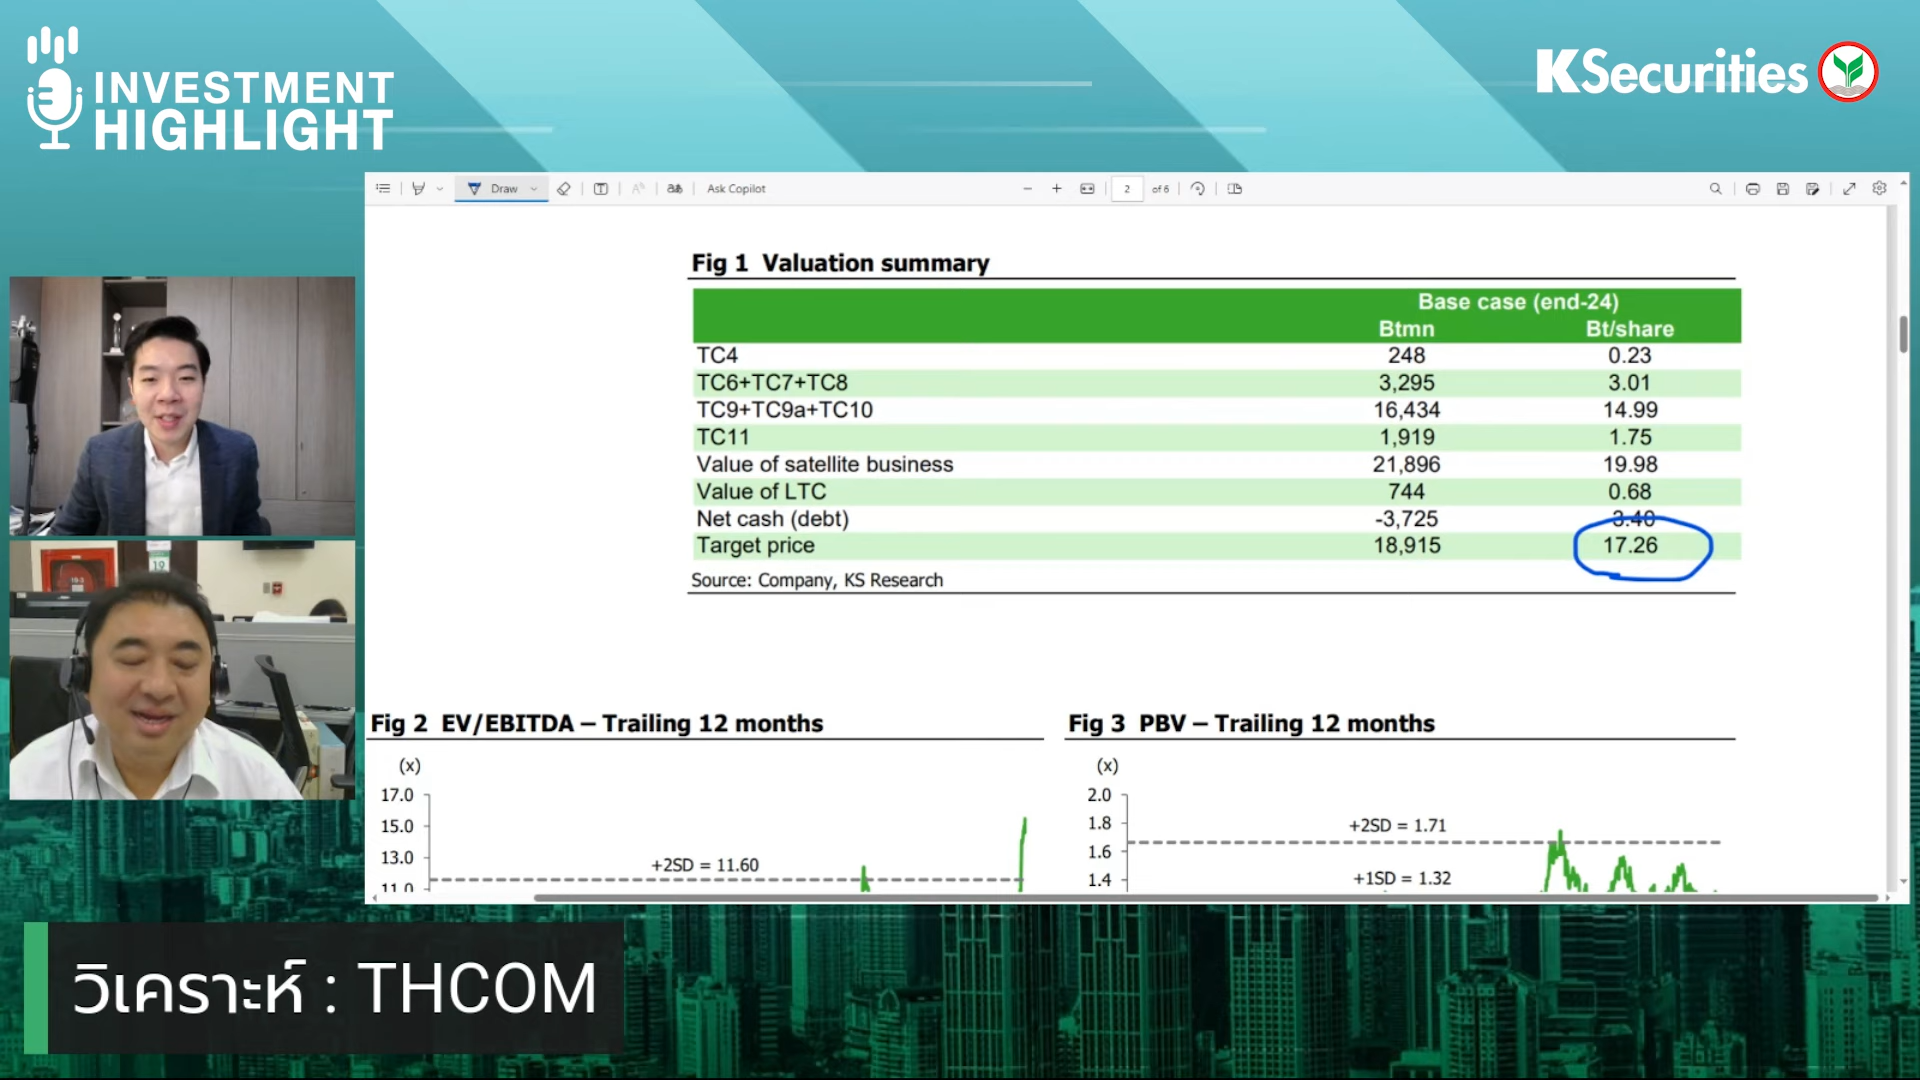 INVESTMENT
HIGHLIGHT
KSecurities
Draw
Ask Copilot
2 of 6
Fig 1 Valuation summary
Base case (end-24)
Btmn Bt/share
TC4 248 0.23
TC6+TC7+TC8 3,295 3.01
TC9+TC9a+TC10 16,434 14.99
TC11 1,919 1.75
Value of satellite business 21,896 19.98
Value of LTC 744 0.68
Net cash (debt) -3,725 -3.40
Target price 18,915 17.26
Source: Company, KS Research
Fig 2 EV/EBITDA – Trailing 12 months
(x)
17.0
15.0
13.0
11.0
+2SD = 11.60
Fig 3 PBV – Trailing 12 months
(x)
2.0
1.8
1.6
1.4
+2SD = 1.71
+1SD = 1.32
19
วิเคราะห์ : THCOM